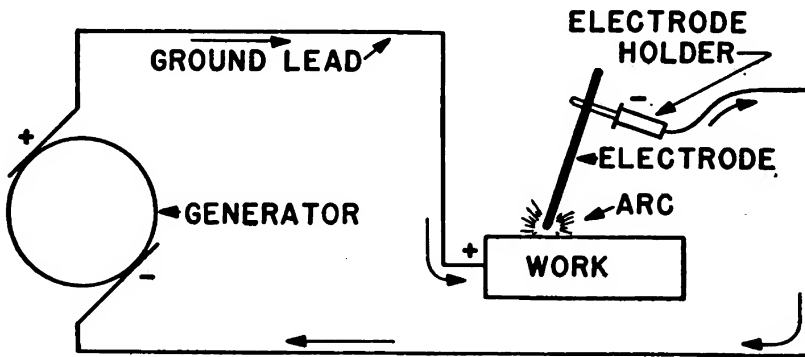 ELECTRODE
HOLDER
GROUND LEAD
-
+
ELECTRODE
GENERATOR
ARC
+
WORK
-